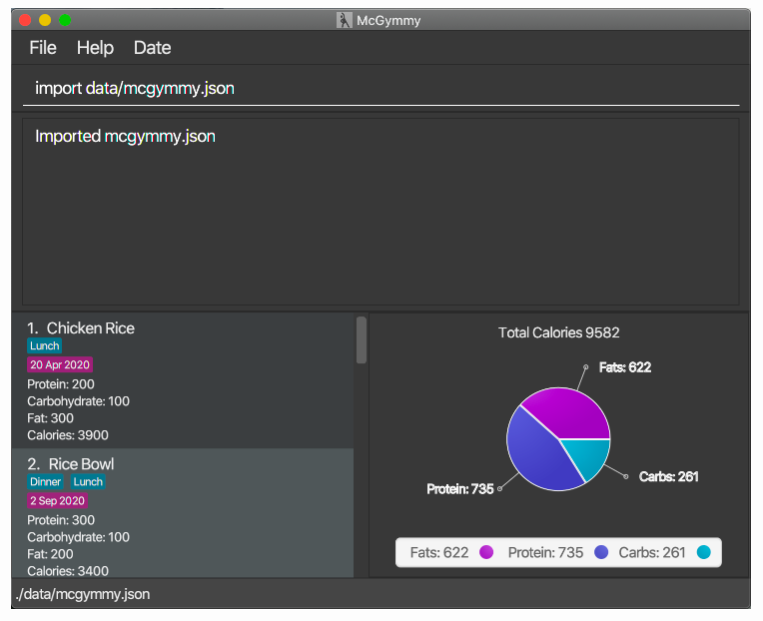 McGymmy
File Help Date
import data/mcgymmy.json
Imported mcgymmy.json
1. Chicken Rice
Lunch
20 Apr 2020
Protein: 200
Carbohydrate: 100
Fat: 300
Calories: 3900
2. Rice Bowl
Dinner Lunch
2 Sep 2020
Protein: 300
Carbohydrate: 100
Fat: 200
Calories: 3400
Total Calories 9582
Fats: 622
Protein: 735
Carbs: 261
Fats: 622 Protein: 735 Carbs: 261
./data/mcgymmy.json